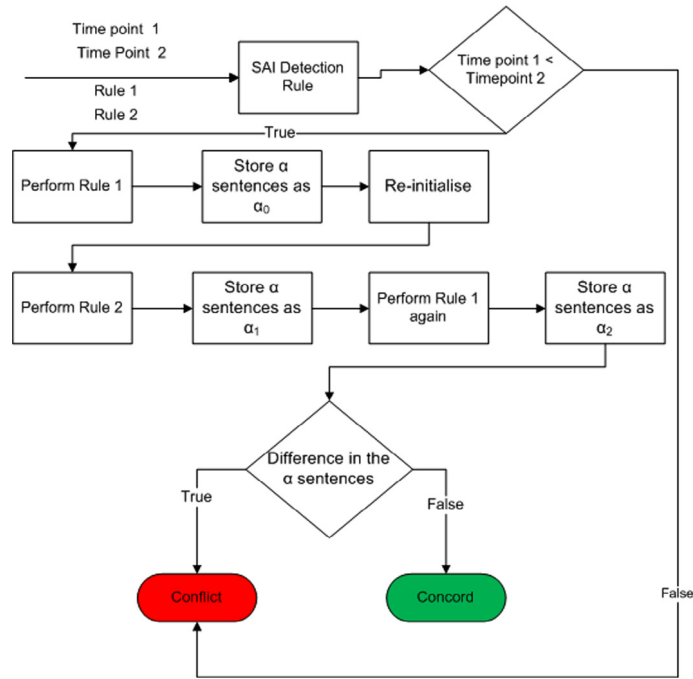 Time point 1
Time Point 2
Rule 1
Rule 2
SAI Detection
Rule
Time point 1 <
Timepoint 2
True
Perform Rule 1
Store α
sentences as
α₀
Re-initialise
Perform Rule 2
Store α
sentences as
α₁
Perform Rule 1
again
Store α
sentences as
α₂
Difference in the
α sentences
True
False
Conflict
Concord
False